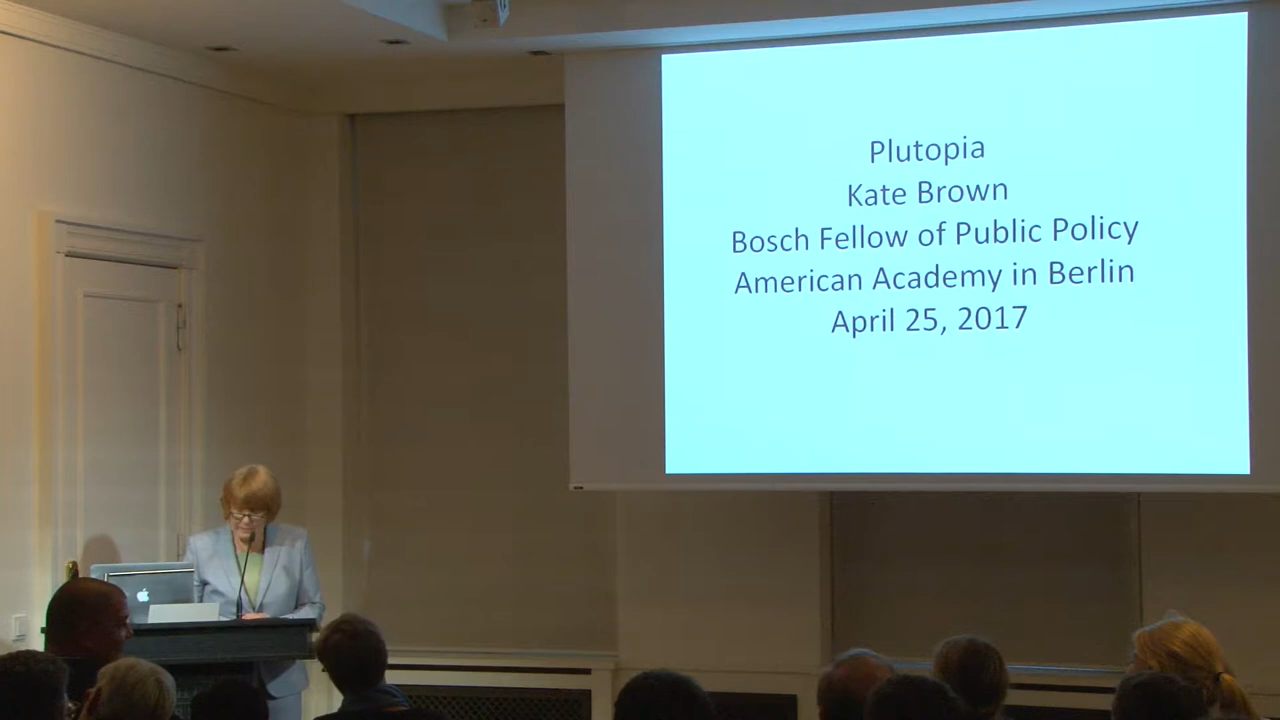 Plutopia
Kate Brown
Bosch Fellow of Public Policy
American Academy in Berlin
April 25, 2017